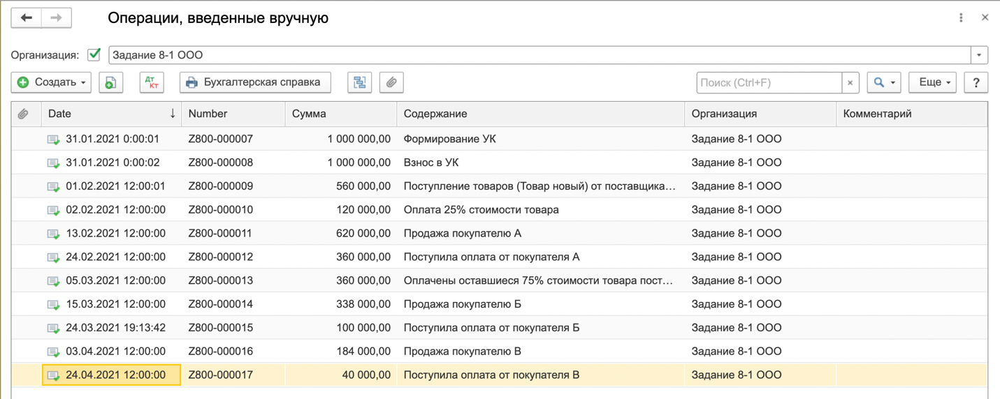 Операции, введенные вручную
Организация: Задание 8-1 ООО
Создать Дт Кт Бухгалтерская справка Поиск (Ctrl+F) × Еще ?
Date ↓ Number Сумма Содержание Организация Комментарий
31.01.2021 0:00:01 Z800-000007 1 000 000,00 Формирование УК Задание 8-1 ООО
31.01.2021 0:00:02 Z800-000008 1 000 000,00 Взнос в УК Задание 8-1 ООО
01.02.2021 12:00:01 Z800-000009 560 000,00 Поступление товаров (Товар новый) от поставщика... Задание 8-1 ООО
02.02.2021 12:00:00 Z800-000010 120 000,00 Оплата 25% стоимости товара Задание 8-1 ООО
13.02.2021 12:00:00 Z800-000011 620 000,00 Продажа покупателю А Задание 8-1 ООО
24.02.2021 12:00:00 Z800-000012 360 000,00 Поступила оплата от покупателя А Задание 8-1 ООО
05.03.2021 12:00:00 Z800-000013 360 000,00 Оплачены оставшиеся 75% стоимости товара пост... Задание 8-1 ООО
15.03.2021 12:00:00 Z800-000014 338 000,00 Продажа покупателю Б Задание 8-1 ООО
24.03.2021 19:13:42 Z800-000015 100 000,00 Поступила оплата от покупателя Б Задание 8-1 ООО
03.04.2021 12:00:00 Z800-000016 184 000,00 Продажа покупателю В Задание 8-1 ООО
24.04.2021 12:00:00 Z800-000017 40 000,00 Поступила оплата от покупателя В Задание 8-1 ООО